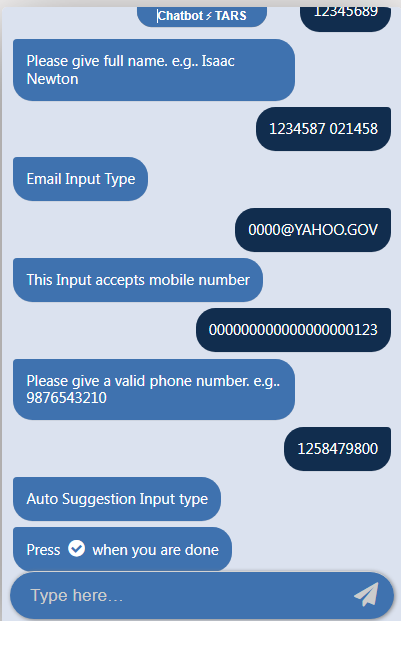 Chatbot⚡TARS
12345689
Please give full name. e.g.. Isaac
Newton
1234587 021458
Email Input Type
0000@YAHOO.GOV
This Input accepts mobile number
000000000000000000123
Please give a valid phone number. e.g..
9876543210
1258479800
Auto Suggestion Input type
Press when you are done
Type here...